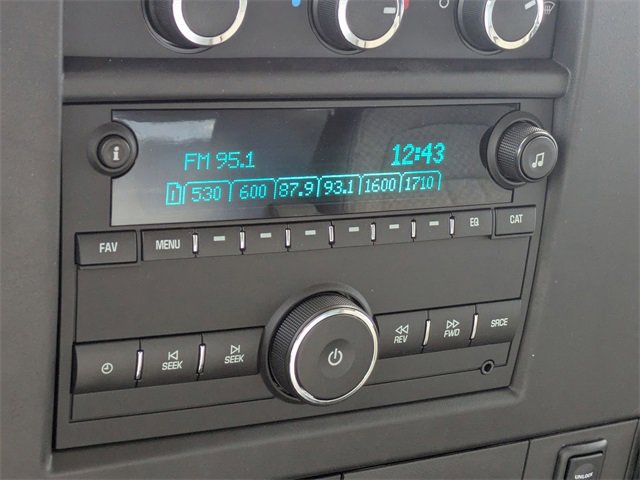 FM 95.1 12:43
530 600 87.9 93.1 1600 1710
FAV MENU EQ CAT
SEEK SEEK REV FWD SRCE
UNLOCK